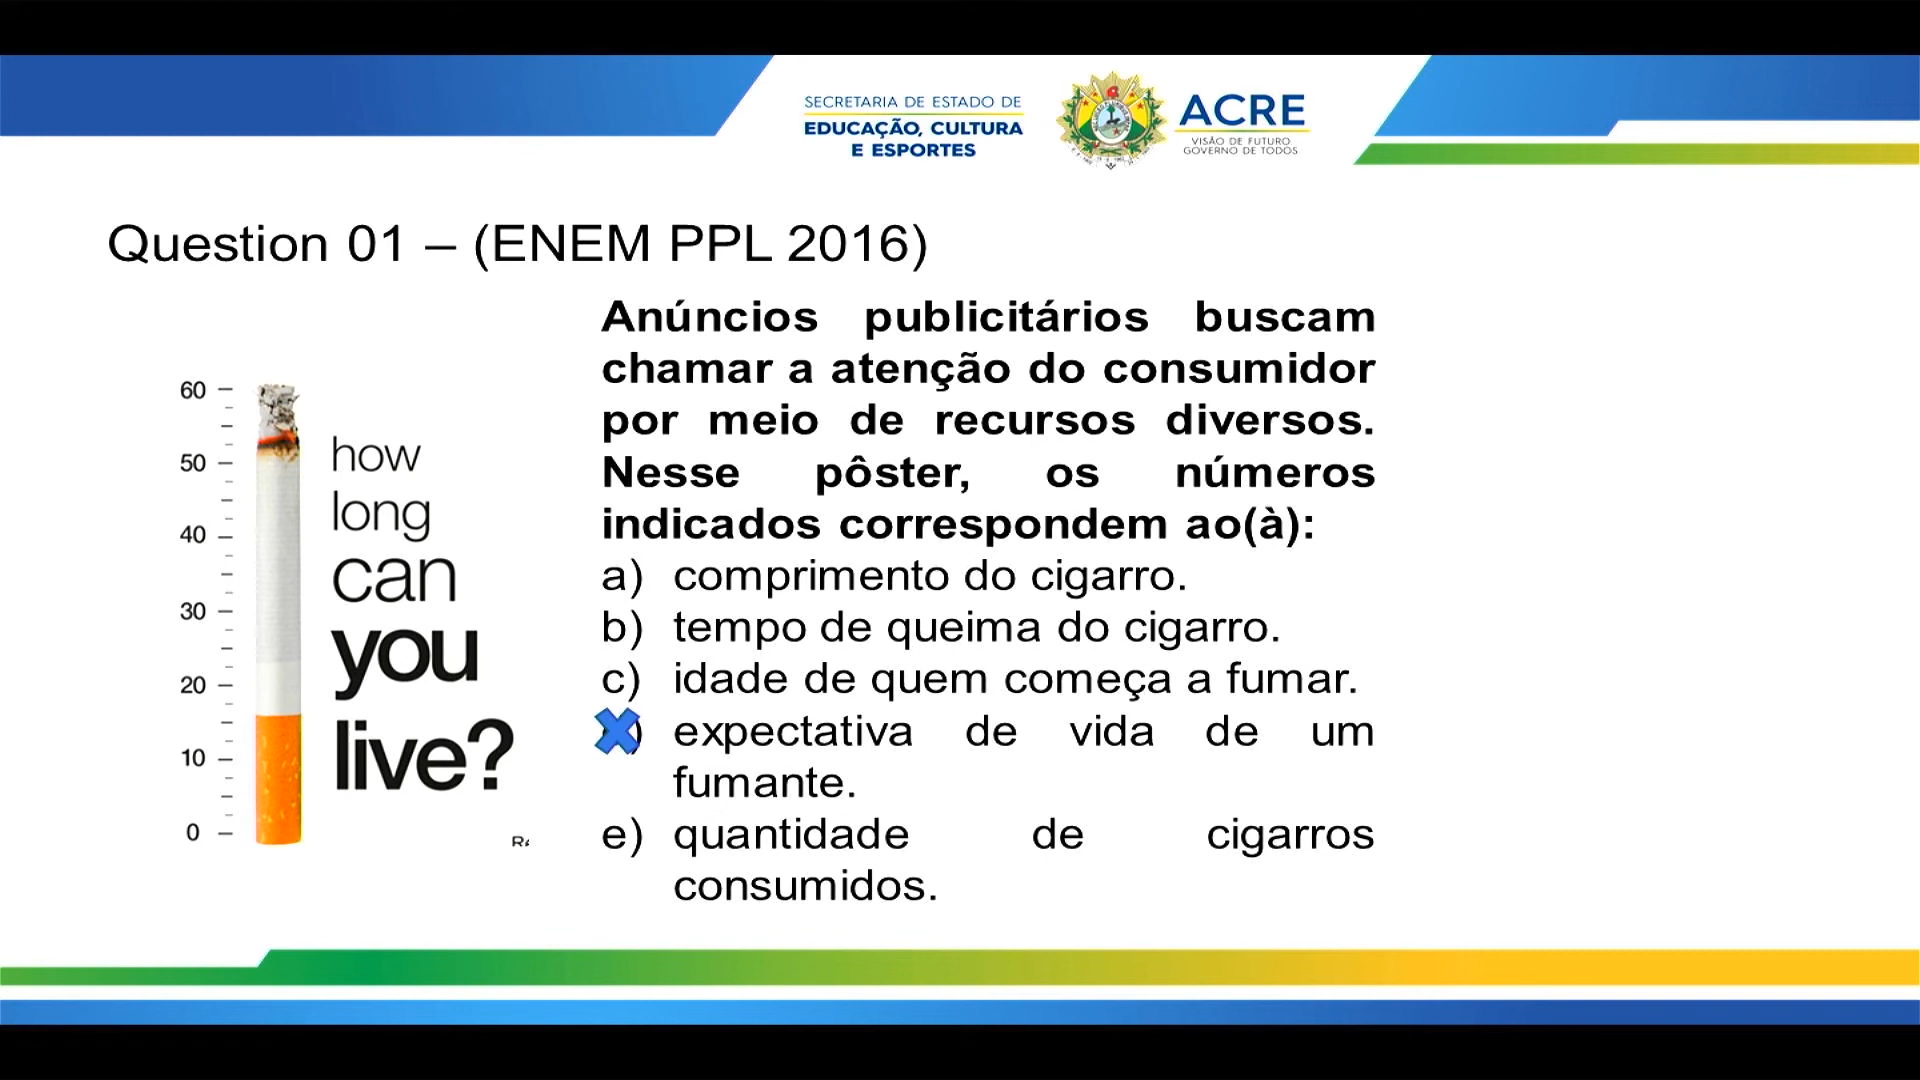 SECRETARIA DE ESTADO DE
EDUCAÇÃO, CULTURA
E ESPORTES
ACRE
VISÃO DE FUTURO
GOVERNO DE TODOS
Question 01 – (ENEM PPL 2016)
60
50
40
30
20
10
0
how
long
can
you
live?
Anúncios publicitários buscam
chamar a atenção do consumidor
por meio de recursos diversos.
Nesse pôster, os números
indicados correspondem ao(à):
a) comprimento do cigarro.
b) tempo de queima do cigarro.
c) idade de quem começa a fumar.
expectativa de vida de um
fumante.
e) quantidade de cigarros
consumidos.